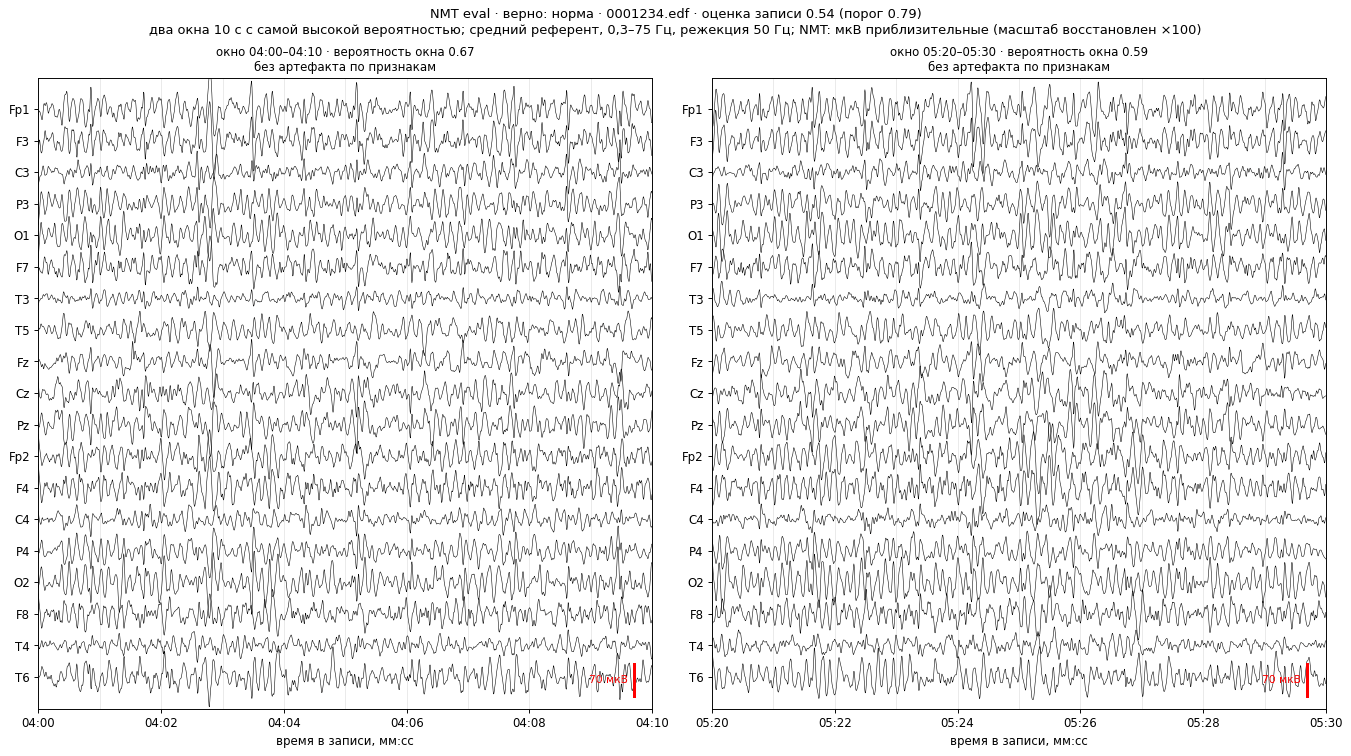 NMT eval · верно: норма · 0001234.edf · оценка записи 0.54 (порог 0.79)
два окна 10 с с самой высокой вероятностью; средний референт, 0,3–75 Гц, режекция 50 Гц; NMT: мкВ приблизительные (масштаб восстановлен ×100)
окно 04:00–04:10 · вероятность окна 0.67
без артефакта по признакам
Fp1
F3
C3
P3
O1
F7
T3
T5
Fz
Cz
Pz
Fp2
F4
C4
P4
O2
F8
T4
T6
70 мкВ
04:00 04:02 04:04 04:06 04:08 04:10
время в записи, мм:сс
окно 05:20–05:30 · вероятность окна 0.59
без артефакта по признакам
Fp1
F3
C3
P3
O1
F7
T3
T5
Fz
Cz
Pz
Fp2
F4
C4
P4
O2
F8
T4
T6
70 мкВ
05:20 05:22 05:24 05:26 05:28 05:30
время в записи, мм:сс